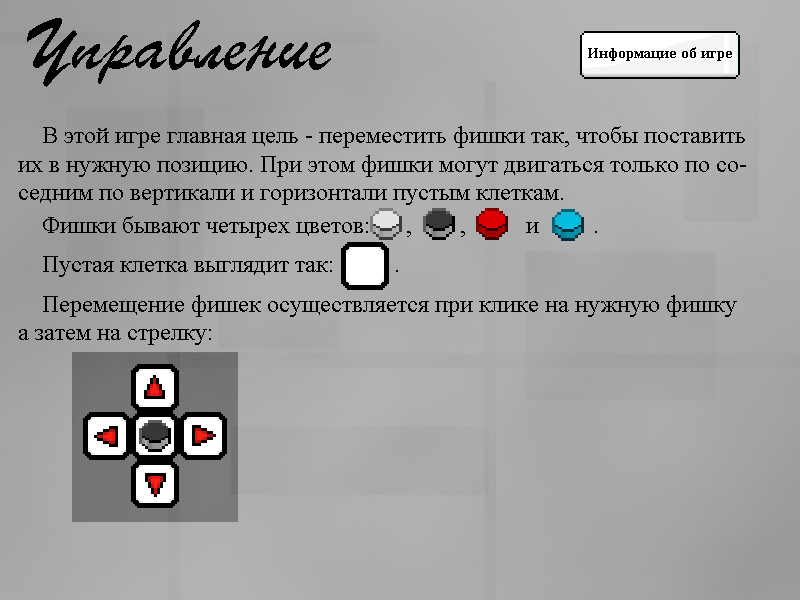 Управление
Информацие об игре
В этой игре главная цель - переместить фишки так, чтобы поставить
их в нужную позицию. При этом фишки могут двигаться только по со-
седним по вертикали и горизонтали пустым клеткам.
Фишки бывают четырех цветов: , , и .
Пустая клетка выглядит так: .
Перемещение фишек осуществляется при клике на нужную фишку
а затем на стрелку: